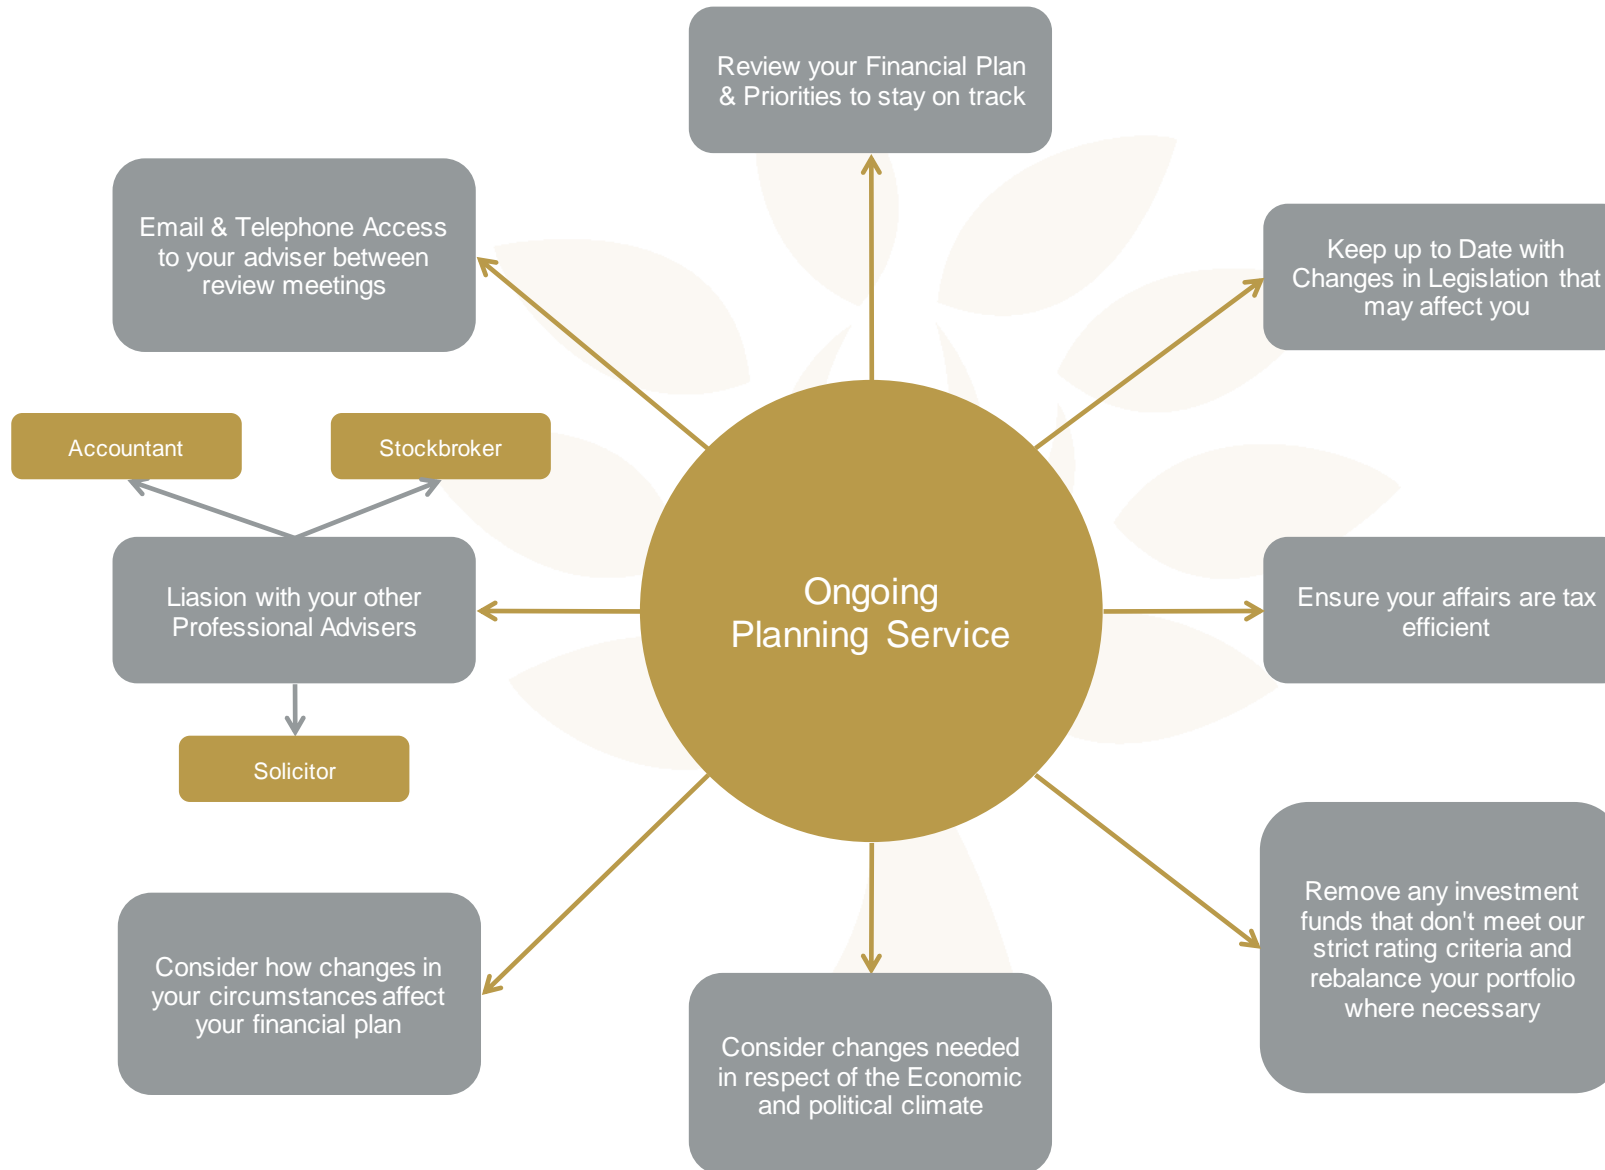 Review your Financial Plan
& Priorities to stay on track
Email & Telephone Access
to your adviser between
review meetings
Keep up to Date with
Changes in Legislation that
may affect you
Accountant
Stockbroker
Liasion with your other
Professional Advisers
Solicitor
Ongoing
Planning Service
Ensure your affairs are tax
efficient
Consider how changes in
your circumstances affect
your financial plan
Consider changes needed
in respect of the Economic
and political climate
Remove any investment
funds that don't meet our
strict rating criteria and
rebalance your portfolio
where necessary